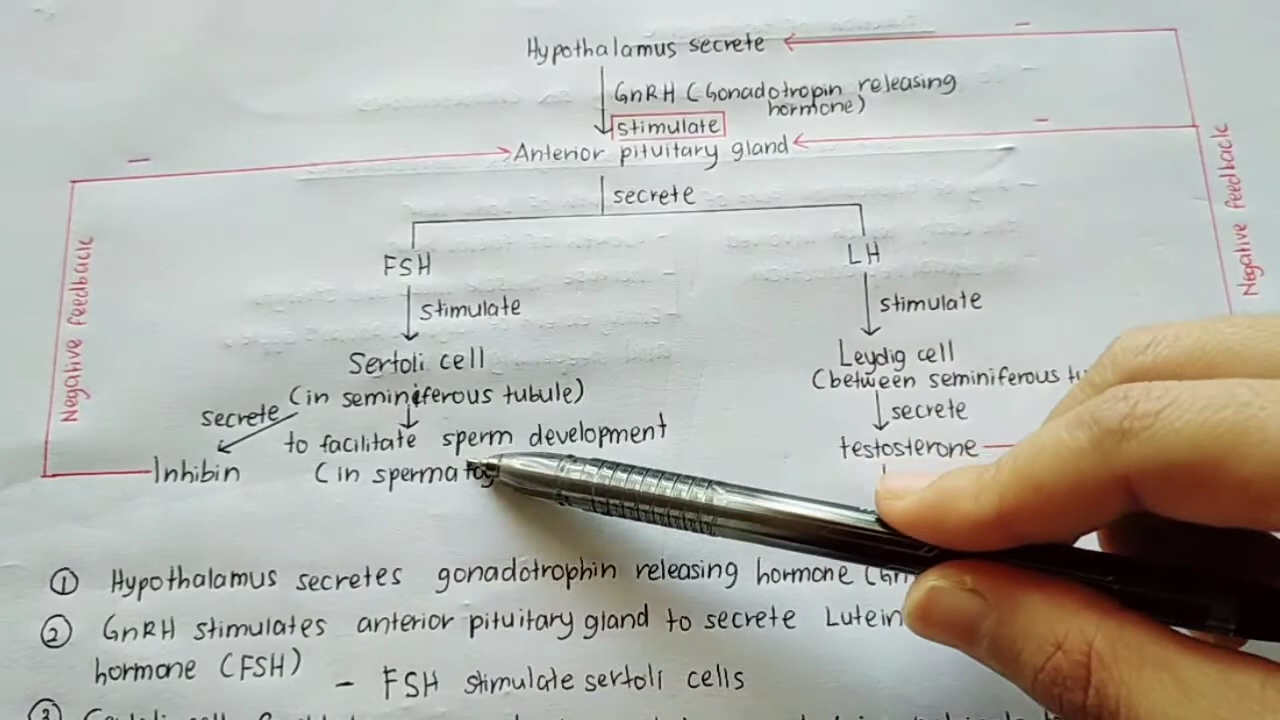 Hypothalamus secrete
GnRH (Gonadotropin releasing
hormone)
stimulate
Anterior pituitary gland
secrete
FSH
LH
stimulate
stimulate
Sertoli cell
(in seminiferous tubule)
Leydig cell
(between seminiferous
secrete
secrete
to facilitate sperm development
testosterone
Inhibin
(in
Negative feedback
Negative feedback
① Hypothalamus secretes gonadotrophin releasing hormone
② GnRH stimulates anterior pituitary gland to secrete
hormone (FSH)
- FSH stimulate sertoli cells
③